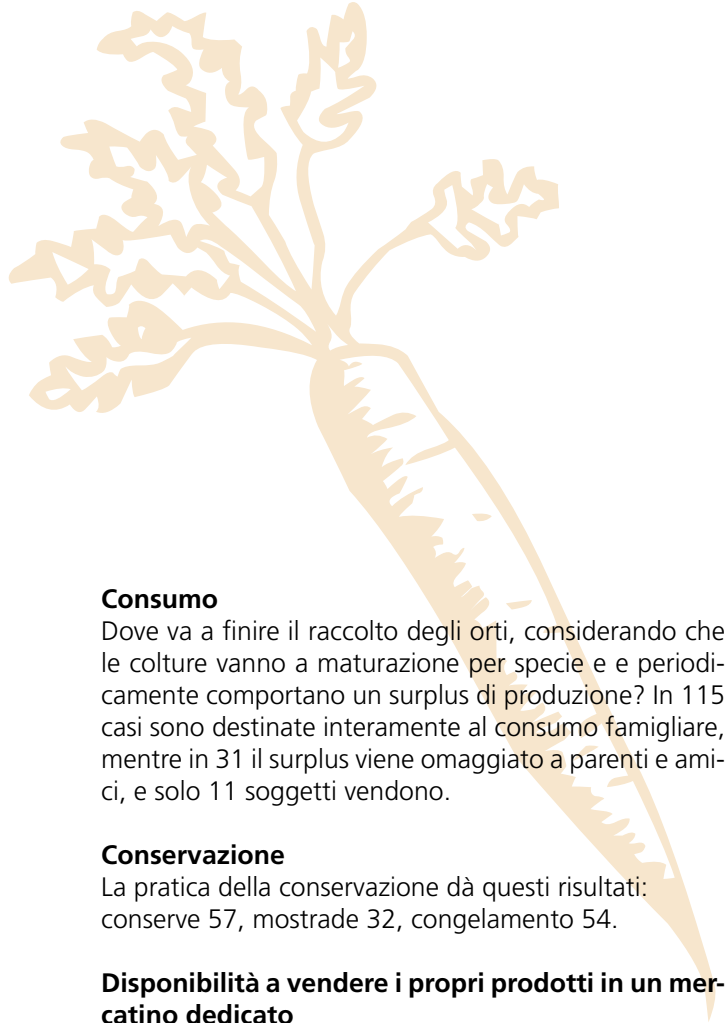 Consumo
Dove va a finire il raccolto degli orti, considerando che
le colture vanno a maturazione per specie e e periodi-
camente comportano un surplus di produzione? In 115
casi sono destinate interamente al consumo famigliare,
mentre in 31 il surplus viene omaggiato a parenti e ami-
ci, e solo 11 soggetti vendono.
Conservazione
La pratica della conservazione dà questi risultati:
conserve 57, mostrade 32, congelamento 54.
Disponibilità a vendere i propri prodotti in un mer-
catino dedicato